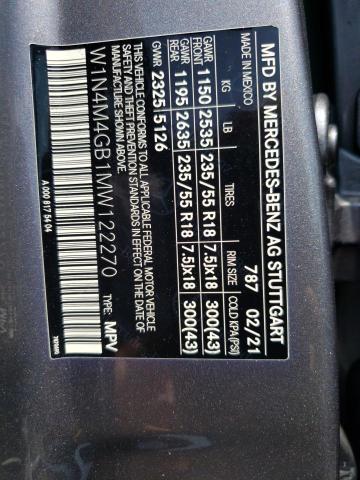 MFD BY MERCEDES-BENZ AG STUTTGART
MADE IN MEXICO 787 02/21
KG LB TIRES RIM SIZE COLD KPA(PSI)
GAWR FRONT 1150 2535 235/55 R18 7.5Jx18 300(43)
GAWR REAR 1195 2635 235/55 R18 7.5Jx18 300(43)
GVWR 2325 5126
THIS VEHICLE CONFORMS TO ALL APPLICABLE FEDERAL MOTOR VEHICLE
SAFETY AND THEFT PREVENTION STANDARDS IN EFFECT ON THE DATE OF
MANUFACTURE SHOWN ABOVE.
W1N4M4GB1MW122270 TYPE: MPV
A 000 817 54 04